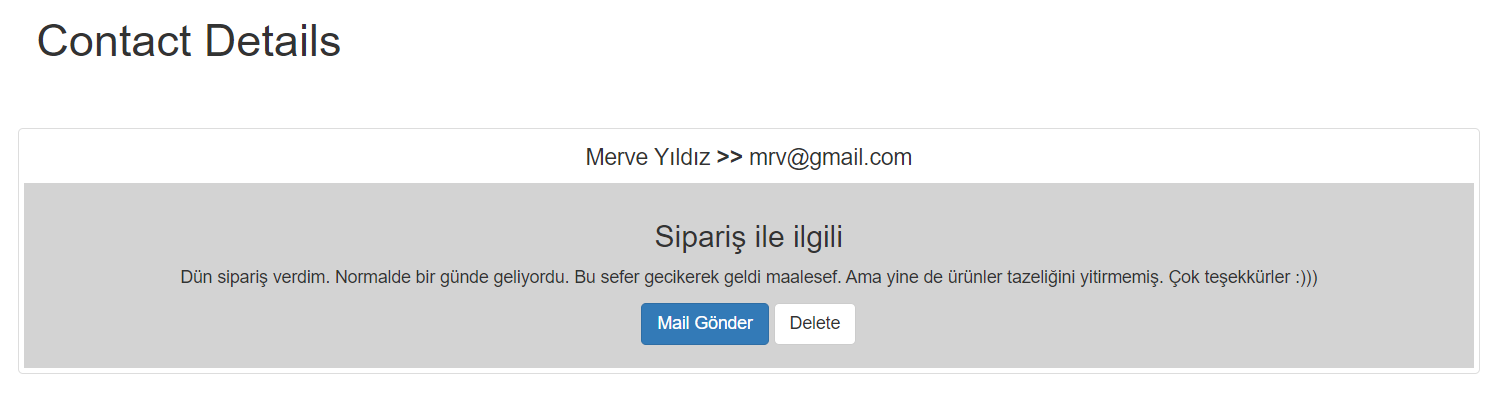 Contact Details
Merve Yıldız >> mrv@gmail.com
Sipariş ile ilgili
Dün sipariş verdim. Normalde bir günde geliyordu. Bu sefer gecikerek geldi maalesef. Ama yine de ürünler tazeliğini yitirmemiş. Çok teşekkürler :)))
Mail Gönder Delete